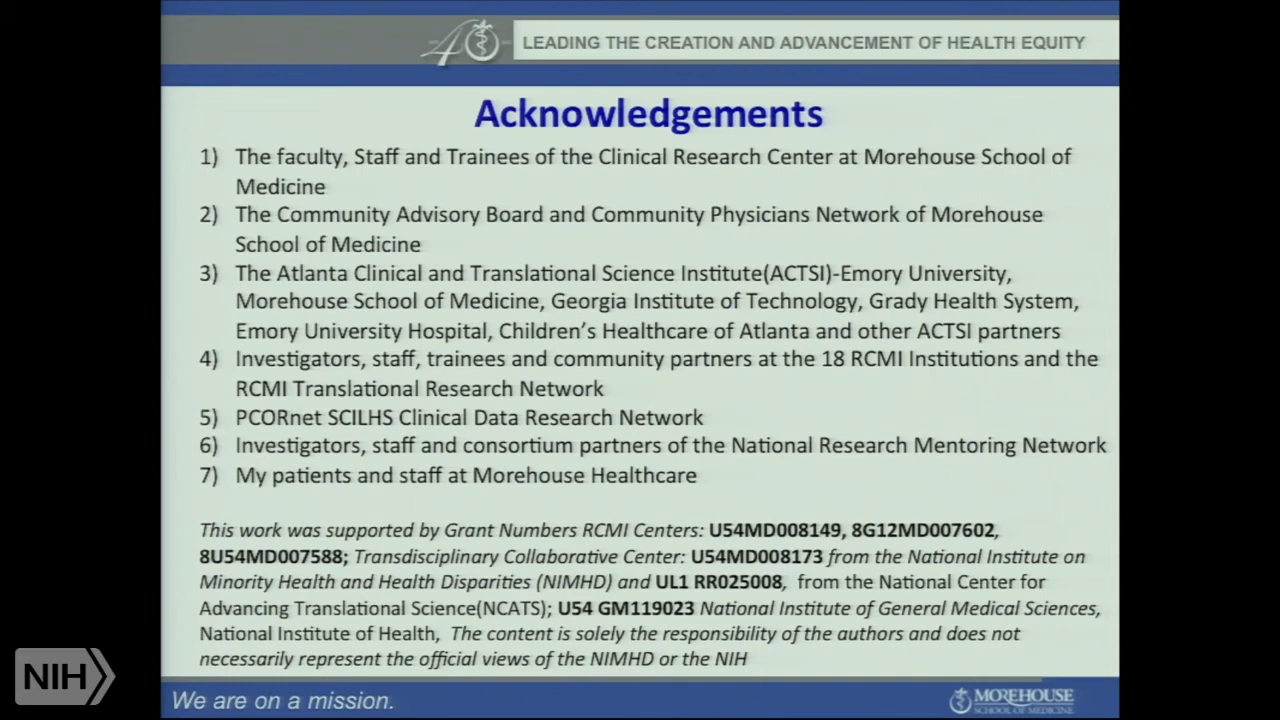 40 LEADING THE CREATION AND ADVANCEMENT OF HEALTH EQUITY
Acknowledgements
1) The faculty, Staff and Trainees of the Clinical Research Center at Morehouse School of
Medicine
2) The Community Advisory Board and Community Physicians Network of Morehouse
School of Medicine
3) The Atlanta Clinical and Translational Science Institute(ACTSI)-Emory University,
Morehouse School of Medicine, Georgia Institute of Technology, Grady Health System,
Emory University Hospital, Children’s Healthcare of Atlanta and other ACTSI partners
4) Investigators, staff, trainees and community partners at the 18 RCMI Institutions and the
RCMI Translational Research Network
5) PCORnet SCILHS Clinical Data Research Network
6) Investigators, staff and consortium partners of the National Research Mentoring Network
7) My patients and staff at Morehouse Healthcare
This work was supported by Grant Numbers RCMI Centers: U54MD008149, 8G12MD007602,
8U54MD007588; Transdisciplinary Collaborative Center: U54MD008173 from the National Institute on
Minority Health and Health Disparities (NIMHD) and UL1 RR025008, from the National Center for
Advancing Translational Science(NCATS); U54 GM119023 National Institute of General Medical Sciences,
National Institute of Health, The content is solely the responsibility of the authors and does not
necessarily represent the official views of the NIMHD or the NIH
NIH
We are on a mission.
MOREHOUSE
SCHOOL OF MEDICINE